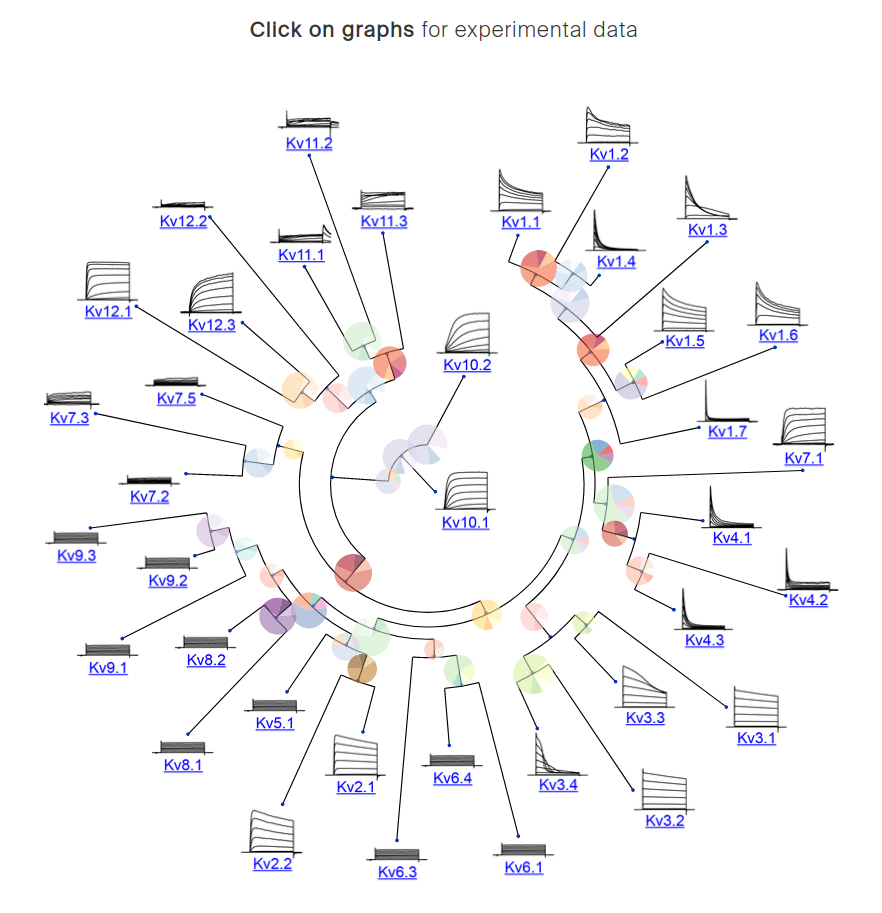 Click on graphs for experimental data
Kv11.2
Kv1.2
Kv12.2
Kv11.3
Kv1.1
Kv1.3
Kv11.1
Kv1.4
Kv12.1
Kv12.3
Kv1.5
Kv1.6
Kv10.2
Kv7.5
Kv7.3
Kv1.7
Kv7.1
Kv7.2
Kv10.1
Kv4.1
Kv9.3
Kv9.2
Kv4.2
Kv4.3
Kv9.1
Kv8.2
Kv5.1
Kv3.3
Kv3.1
Kv8.1
Kv2.1
Kv6.4
Kv3.4
Kv3.2
Kv2.2
Kv6.3
Kv6.1